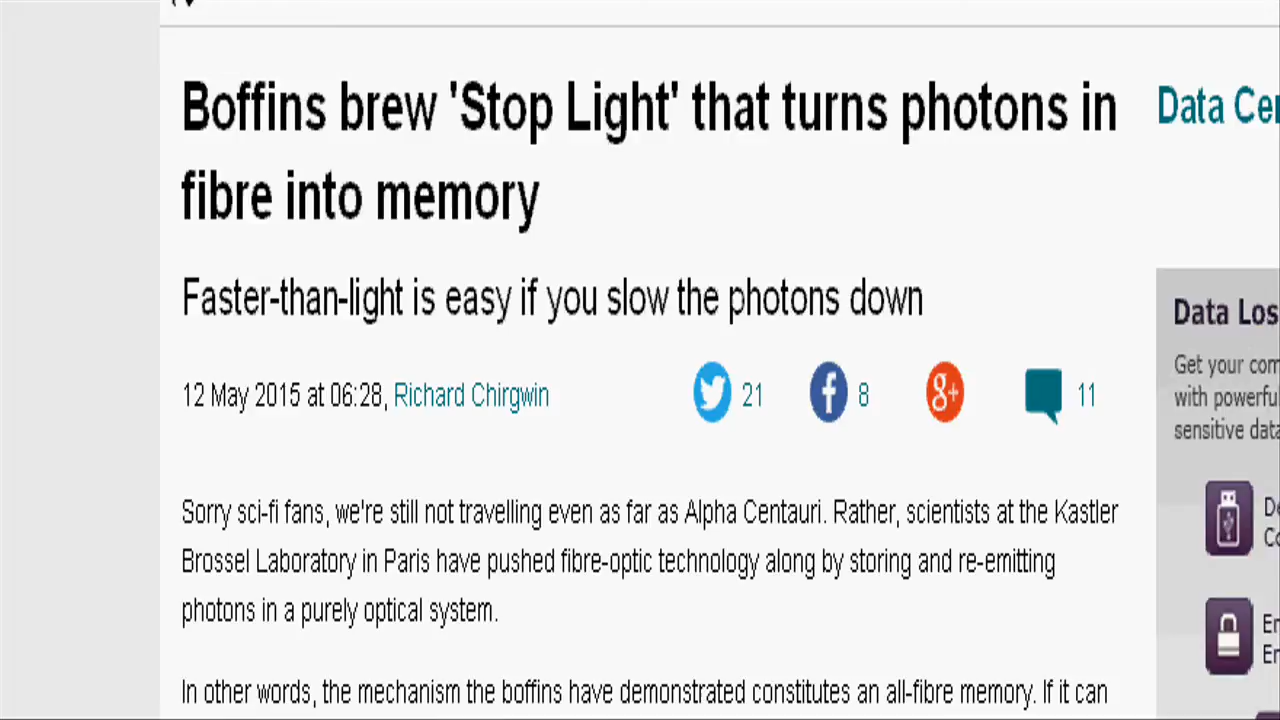 Boffins brew 'Stop Light' that turns photons in
fibre into memory
Faster-than-light is easy if you slow the photons down
12 May 2015 at 06:28, Richard Chirgwin
21
8
g+
11
Sorry sci-fi fans, we're still not travelling even as far as Alpha Centauri. Rather, scientists at the Kastler
Brossel Laboratory in Paris have pushed fibre-optic technology along by storing and re-emitting
photons in a purely optical system.
In other words, the mechanism the boffins have demonstrated constitutes an all-fibre memory. If it can
Data
Data
Get your
with
sensitive